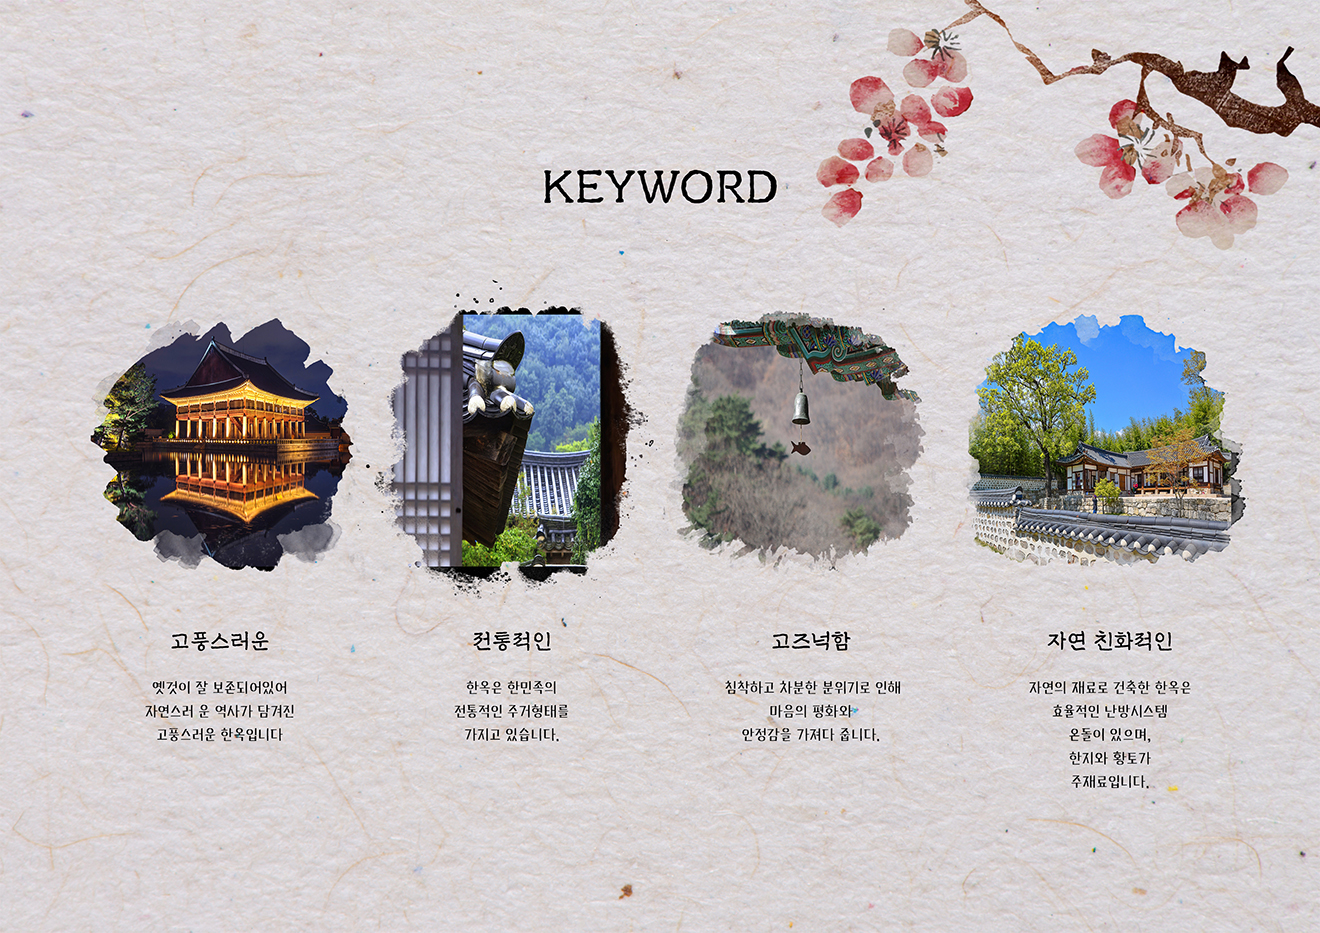 KEYWORD
고풍스러운
옛것이 잘 보존되어있어
자연스러 운 역사가 담겨진
고풍스러운 한옥입니다
전통적인
한옥은 한민족의
전통적인 주거형태를
가지고 있습니다.
고즈넉함
침착하고 차분한 분위기로 인해
마음의 평화와
안정감을 가져다 줍니다.
자연 친화적인
자연의 재료로 건축한 한옥은
효율적인 난방시스템
온돌이 있으며,
한지와 황토가
주재료입니다.